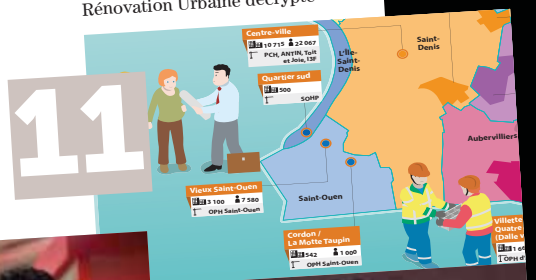 Rénovation Urbaine décrypté
11
Centre-ville
10 715 22 067
PCH, ANTIN, Toit
et Joie, I3F
Quartier sud
500
SOHP
L'Île-
Saint-
Denis
Saint-
Denis
Aubervilliers
Vieux Saint-Ouen
3 100 7 580
OPH Saint-Ouen
Saint-Ouen
Cordon /
La Motte Taupin
542 1 000
OPH Saint-Ouen
Villette
Quatre
(Dalle
OPH